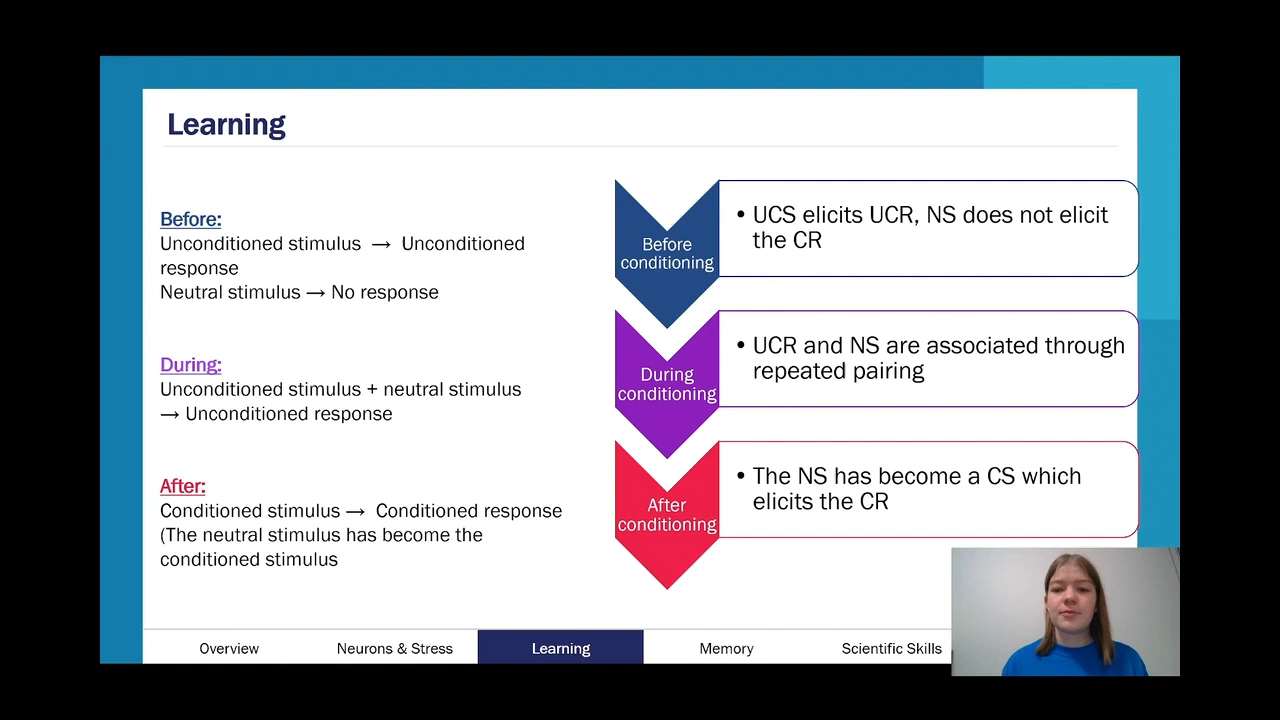 Learning
Before:
Unconditioned stimulus → Unconditioned
response
Neutral stimulus → No response
During:
Unconditioned stimulus + neutral stimulus
→ Unconditioned response
After:
Conditioned stimulus → Conditioned response
(The neutral stimulus has become the
conditioned stimulus
Before
conditioning
• UCS elicits UCR, NS does not elicit
the CR
During
conditioning
• UCR and NS are associated through
repeated pairing
After
conditioning
• The NS has become a CS which
elicits the CR
Overview
Neurons & Stress
Learning
Memory
Scientific Skills